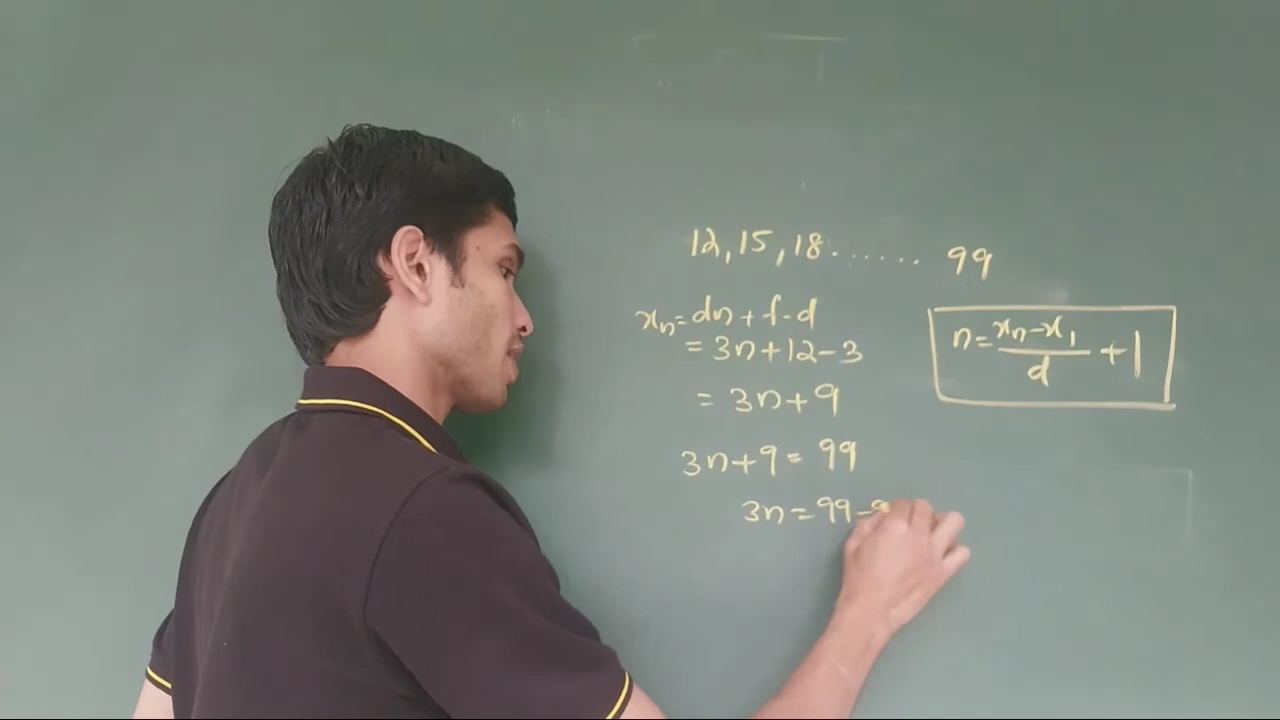 12, 15, 18....... 99
xₙ = dn + f - d
= 3n + 12 - 3
= 3n + 9
3n + 9 = 99
3n = 99 - 9
n = (xₙ - x₁)/d + 1